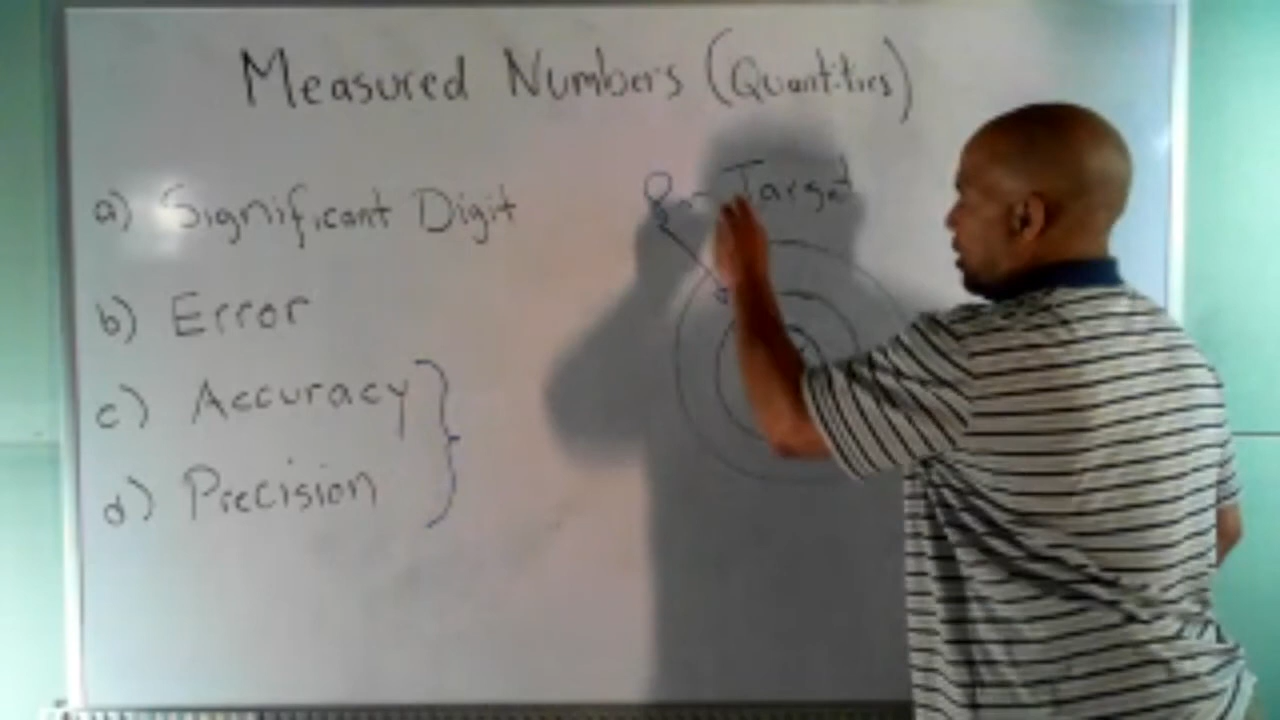 Measured Numbers (Quantities)
a) Significant Digit
b) Error
c) Accuracy
d) Precision
Target